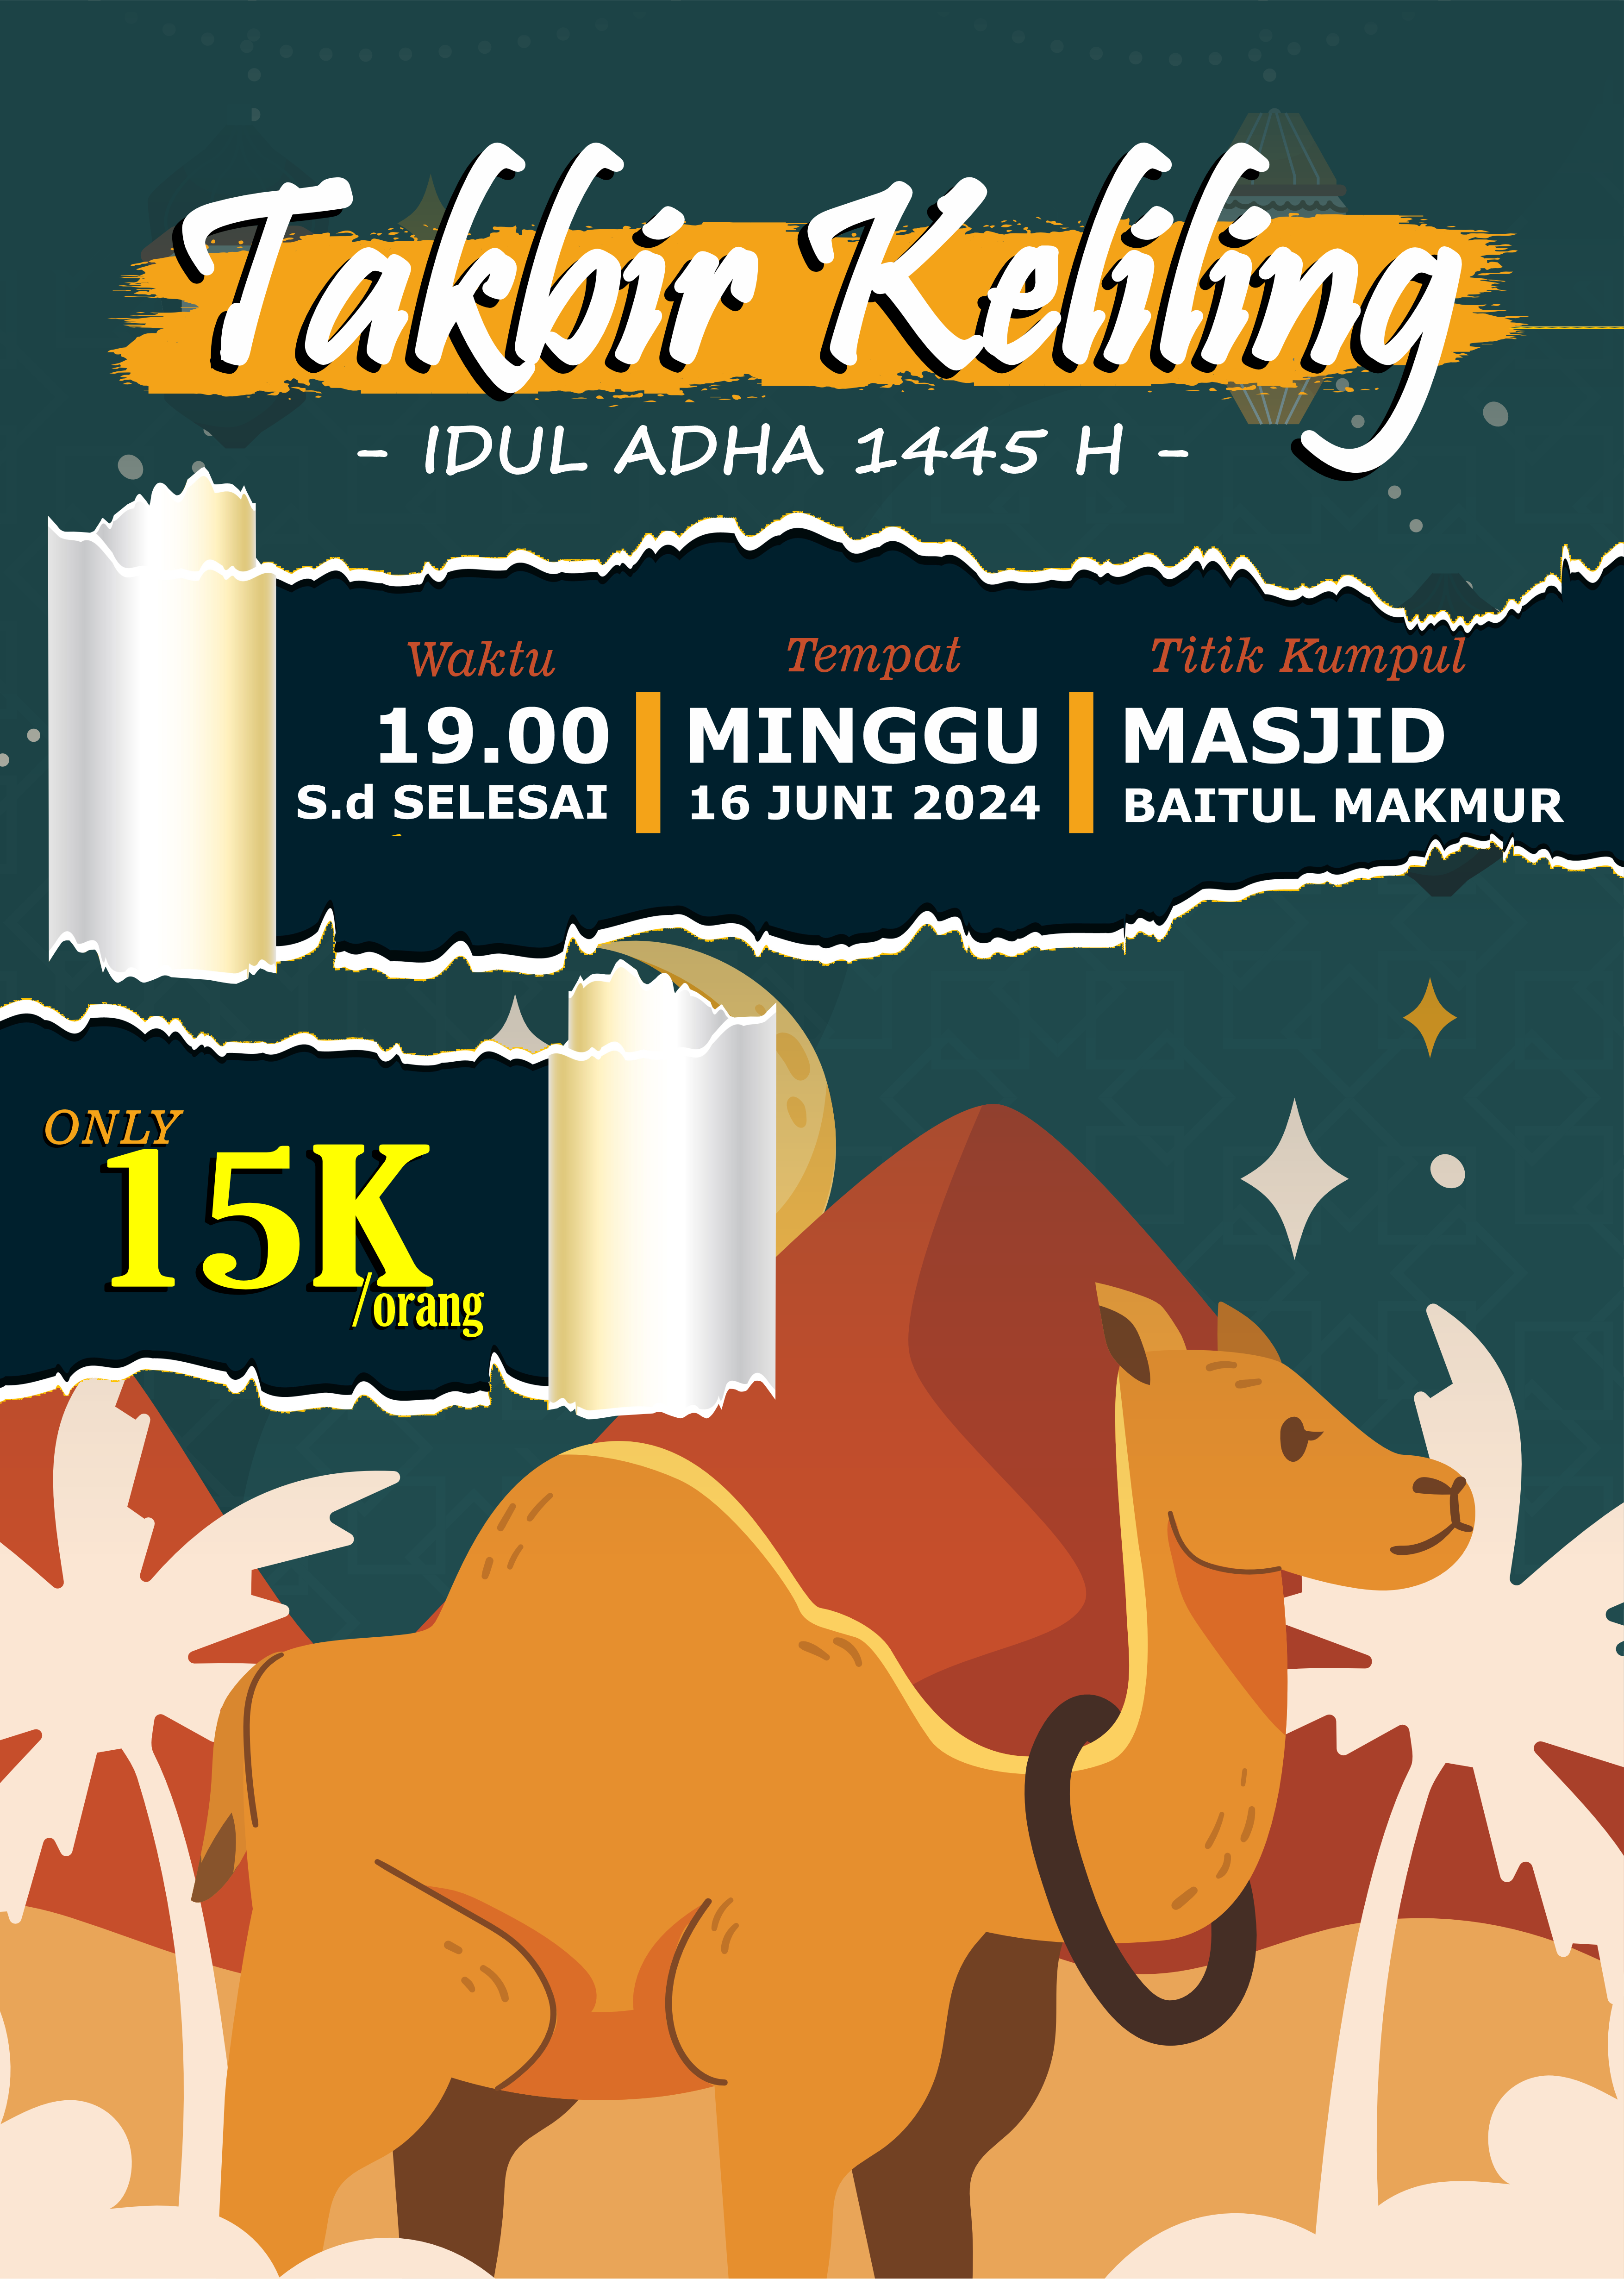 Takbir Keliling
- IDUL ADHA 1445 H -
Waktu
19.00
S.d SELESAI
Tempat
MINGGU
16 JUNI 2024
Titik Kumpul
MASJID
BAITUL MAKMUR
ONLY
15K
/orang